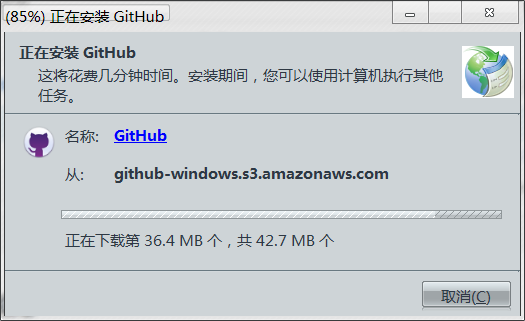 (85%) 正在安装 GitHub
正在安装 GitHub
这将花费几分钟时间。安装期间，您可以使用计算机执行其他
任务。
名称: GitHub
从: github-windows.s3.amazonaws.com
正在下载第 36.4 MB 个，共 42.7 MB 个
取消(C)